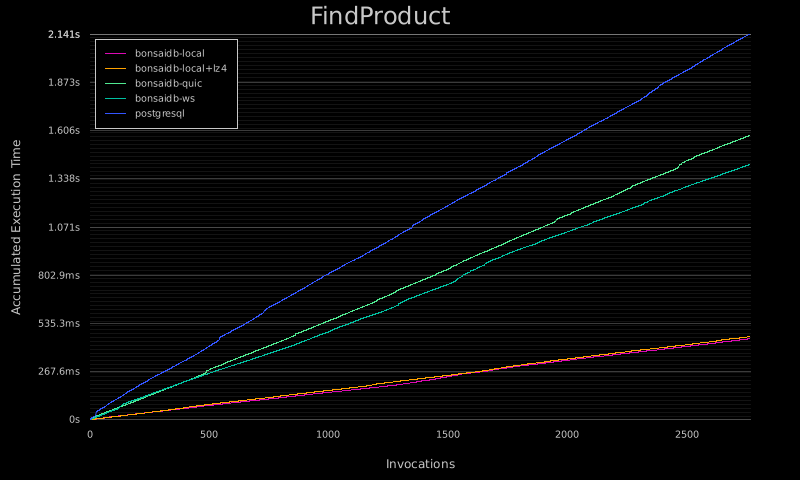 FindProduct
2.141s
1.873s
1.606s
1.338s
1.071s
802.9ms
535.3ms
267.6ms
0s
bonsaidb-local
bonsaidb-local+lz4
bonsaidb-quic
bonsaidb-ws
postgresql
Accumulated Execution Time
0 500 1000 1500 2000 2500
Invocations